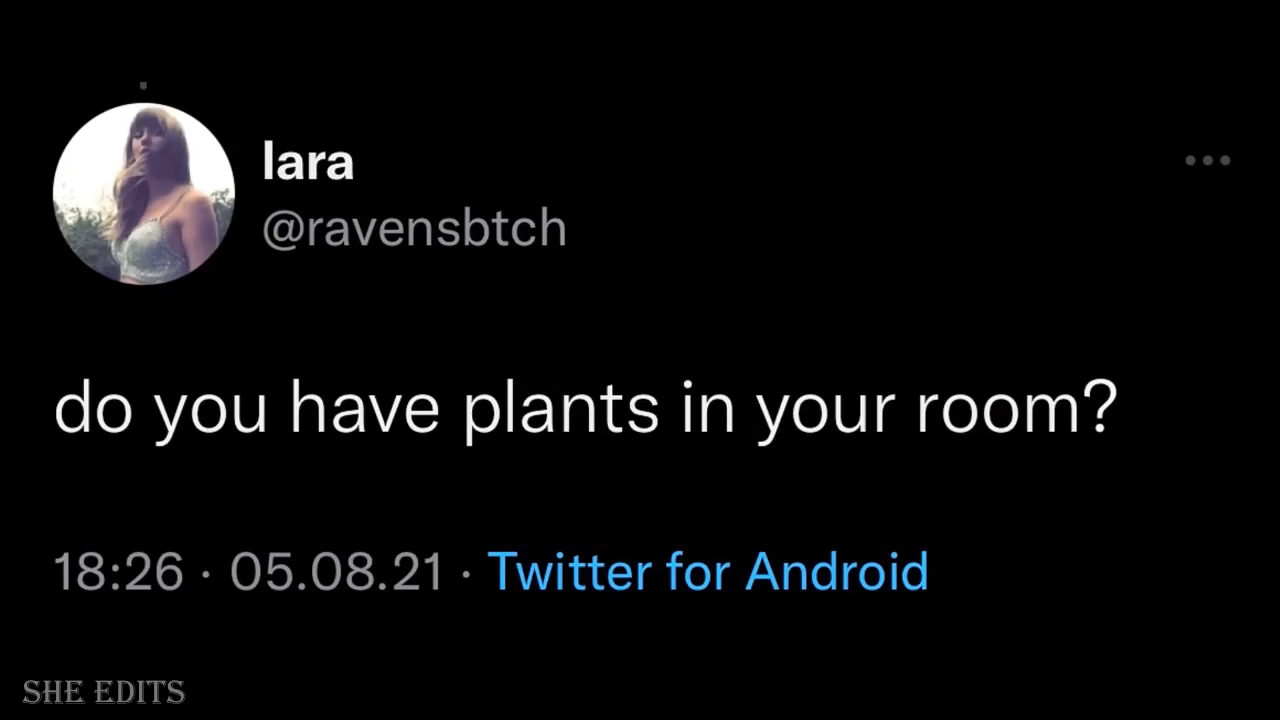 lara
@ravensbtch
do you have plants in your room?
18:26 · 05.08.21 · Twitter for Android
SHE EDITS